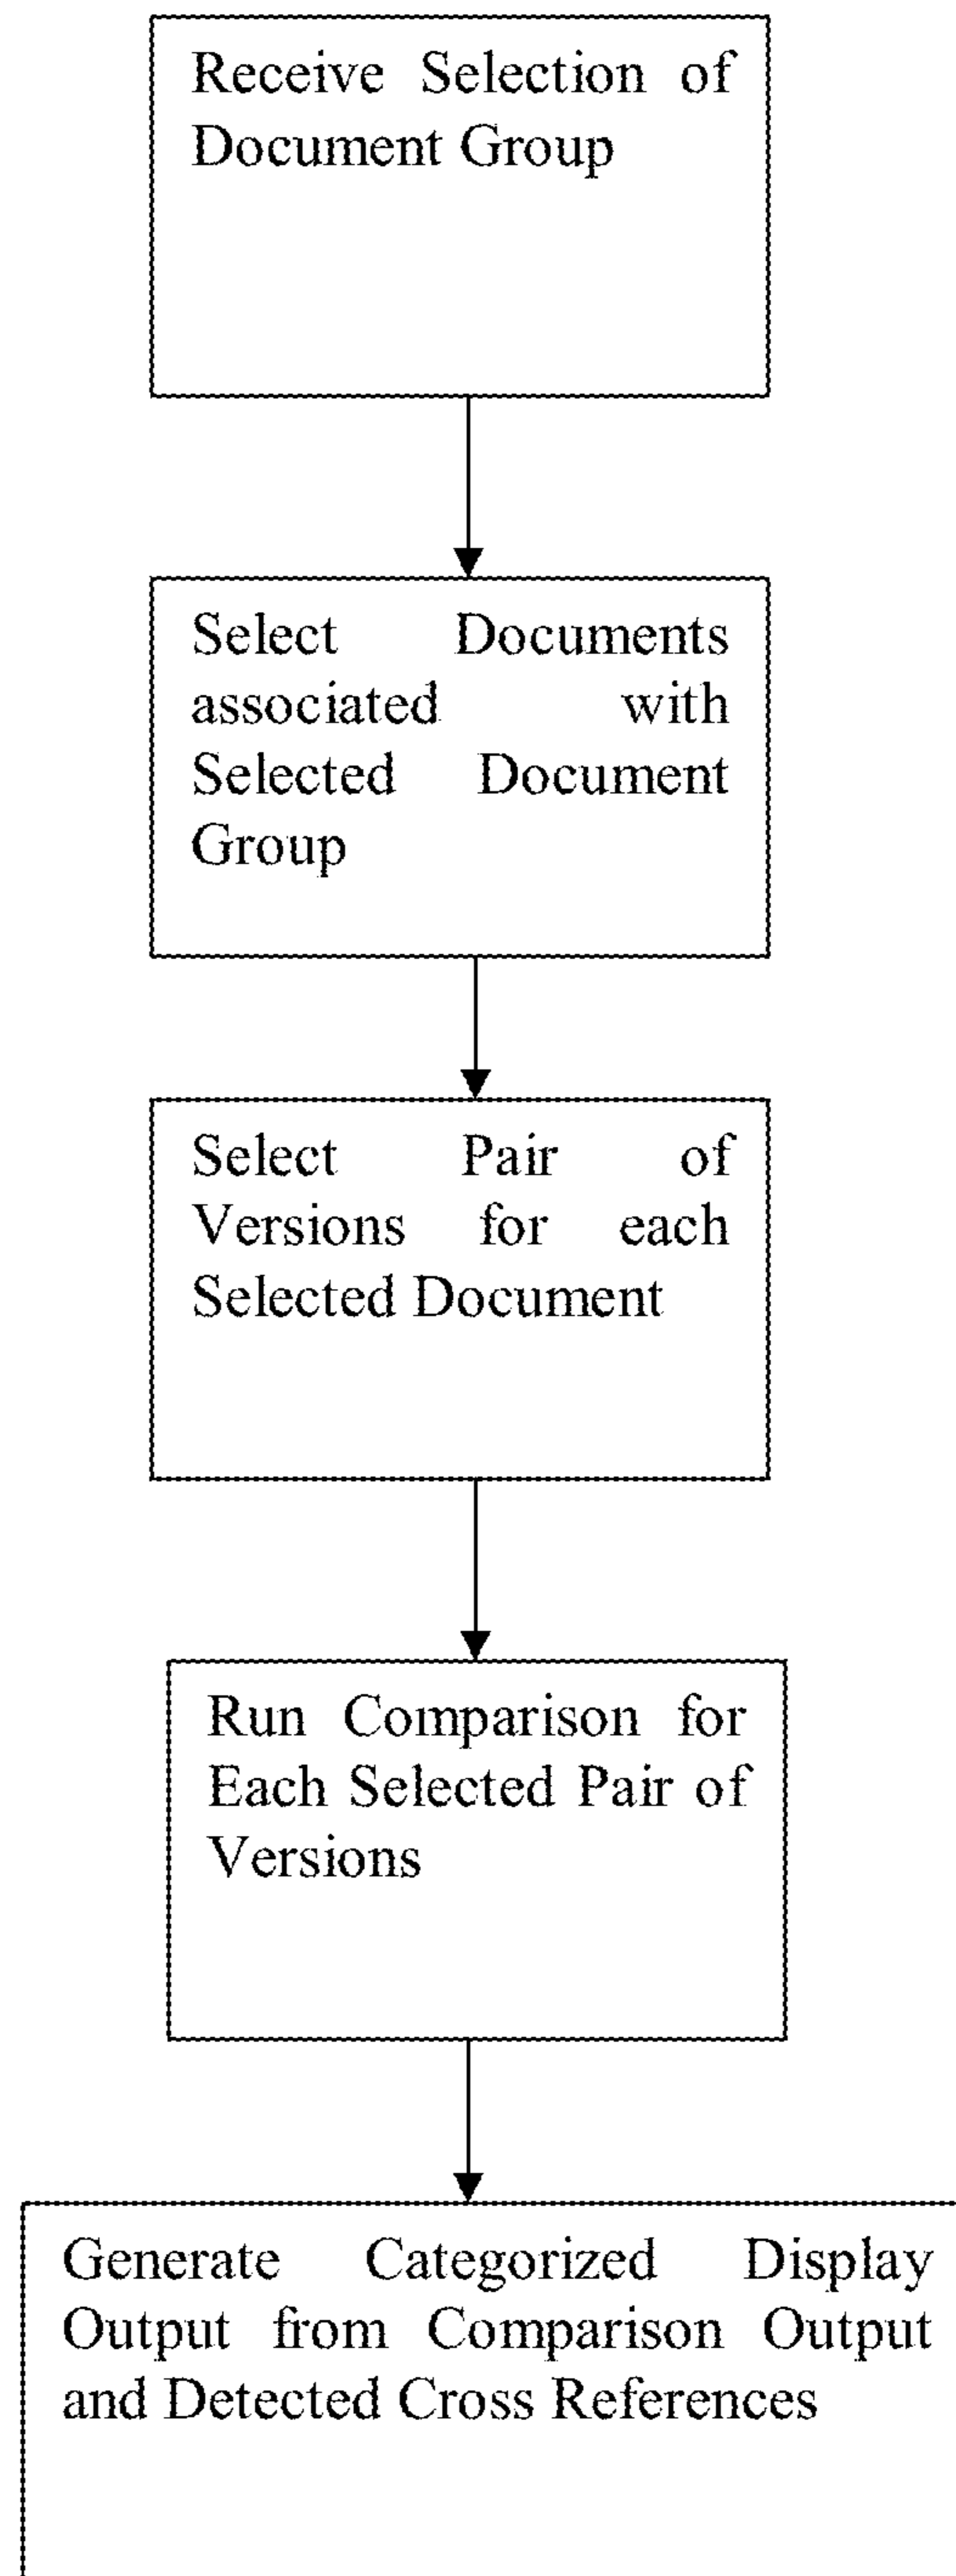 Receive Selection of
Document Group
Select Documents
associated with
Selected Document
Group
Select Pair of
Versions for each
Selected Document
Run Comparison for
Each Selected Pair of
Versions
Generate Categorized Display
Output from Comparison Output
and Detected Cross References